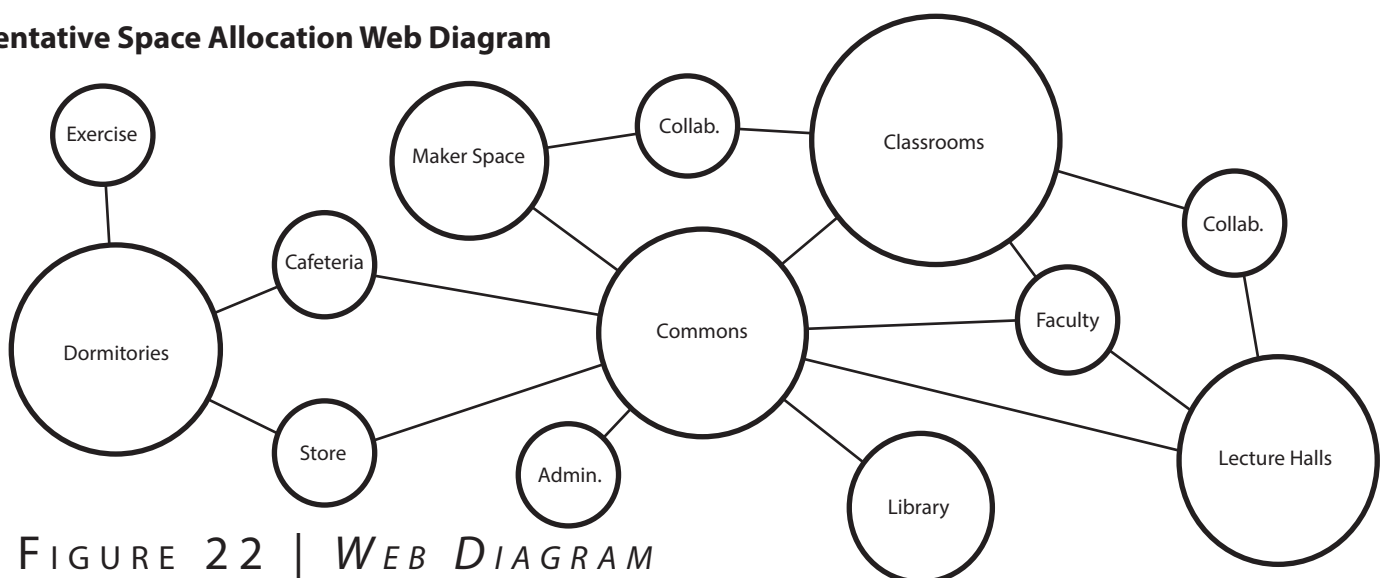 entative Space Allocation Web Diagram
Exercise
Maker Space
Collab.
Classrooms
Cafeteria
Collab.
Dormitories
Commons
Faculty
Store
Admin.
Library
Lecture Halls
FIGURE 22 | WEB DIAGRAM